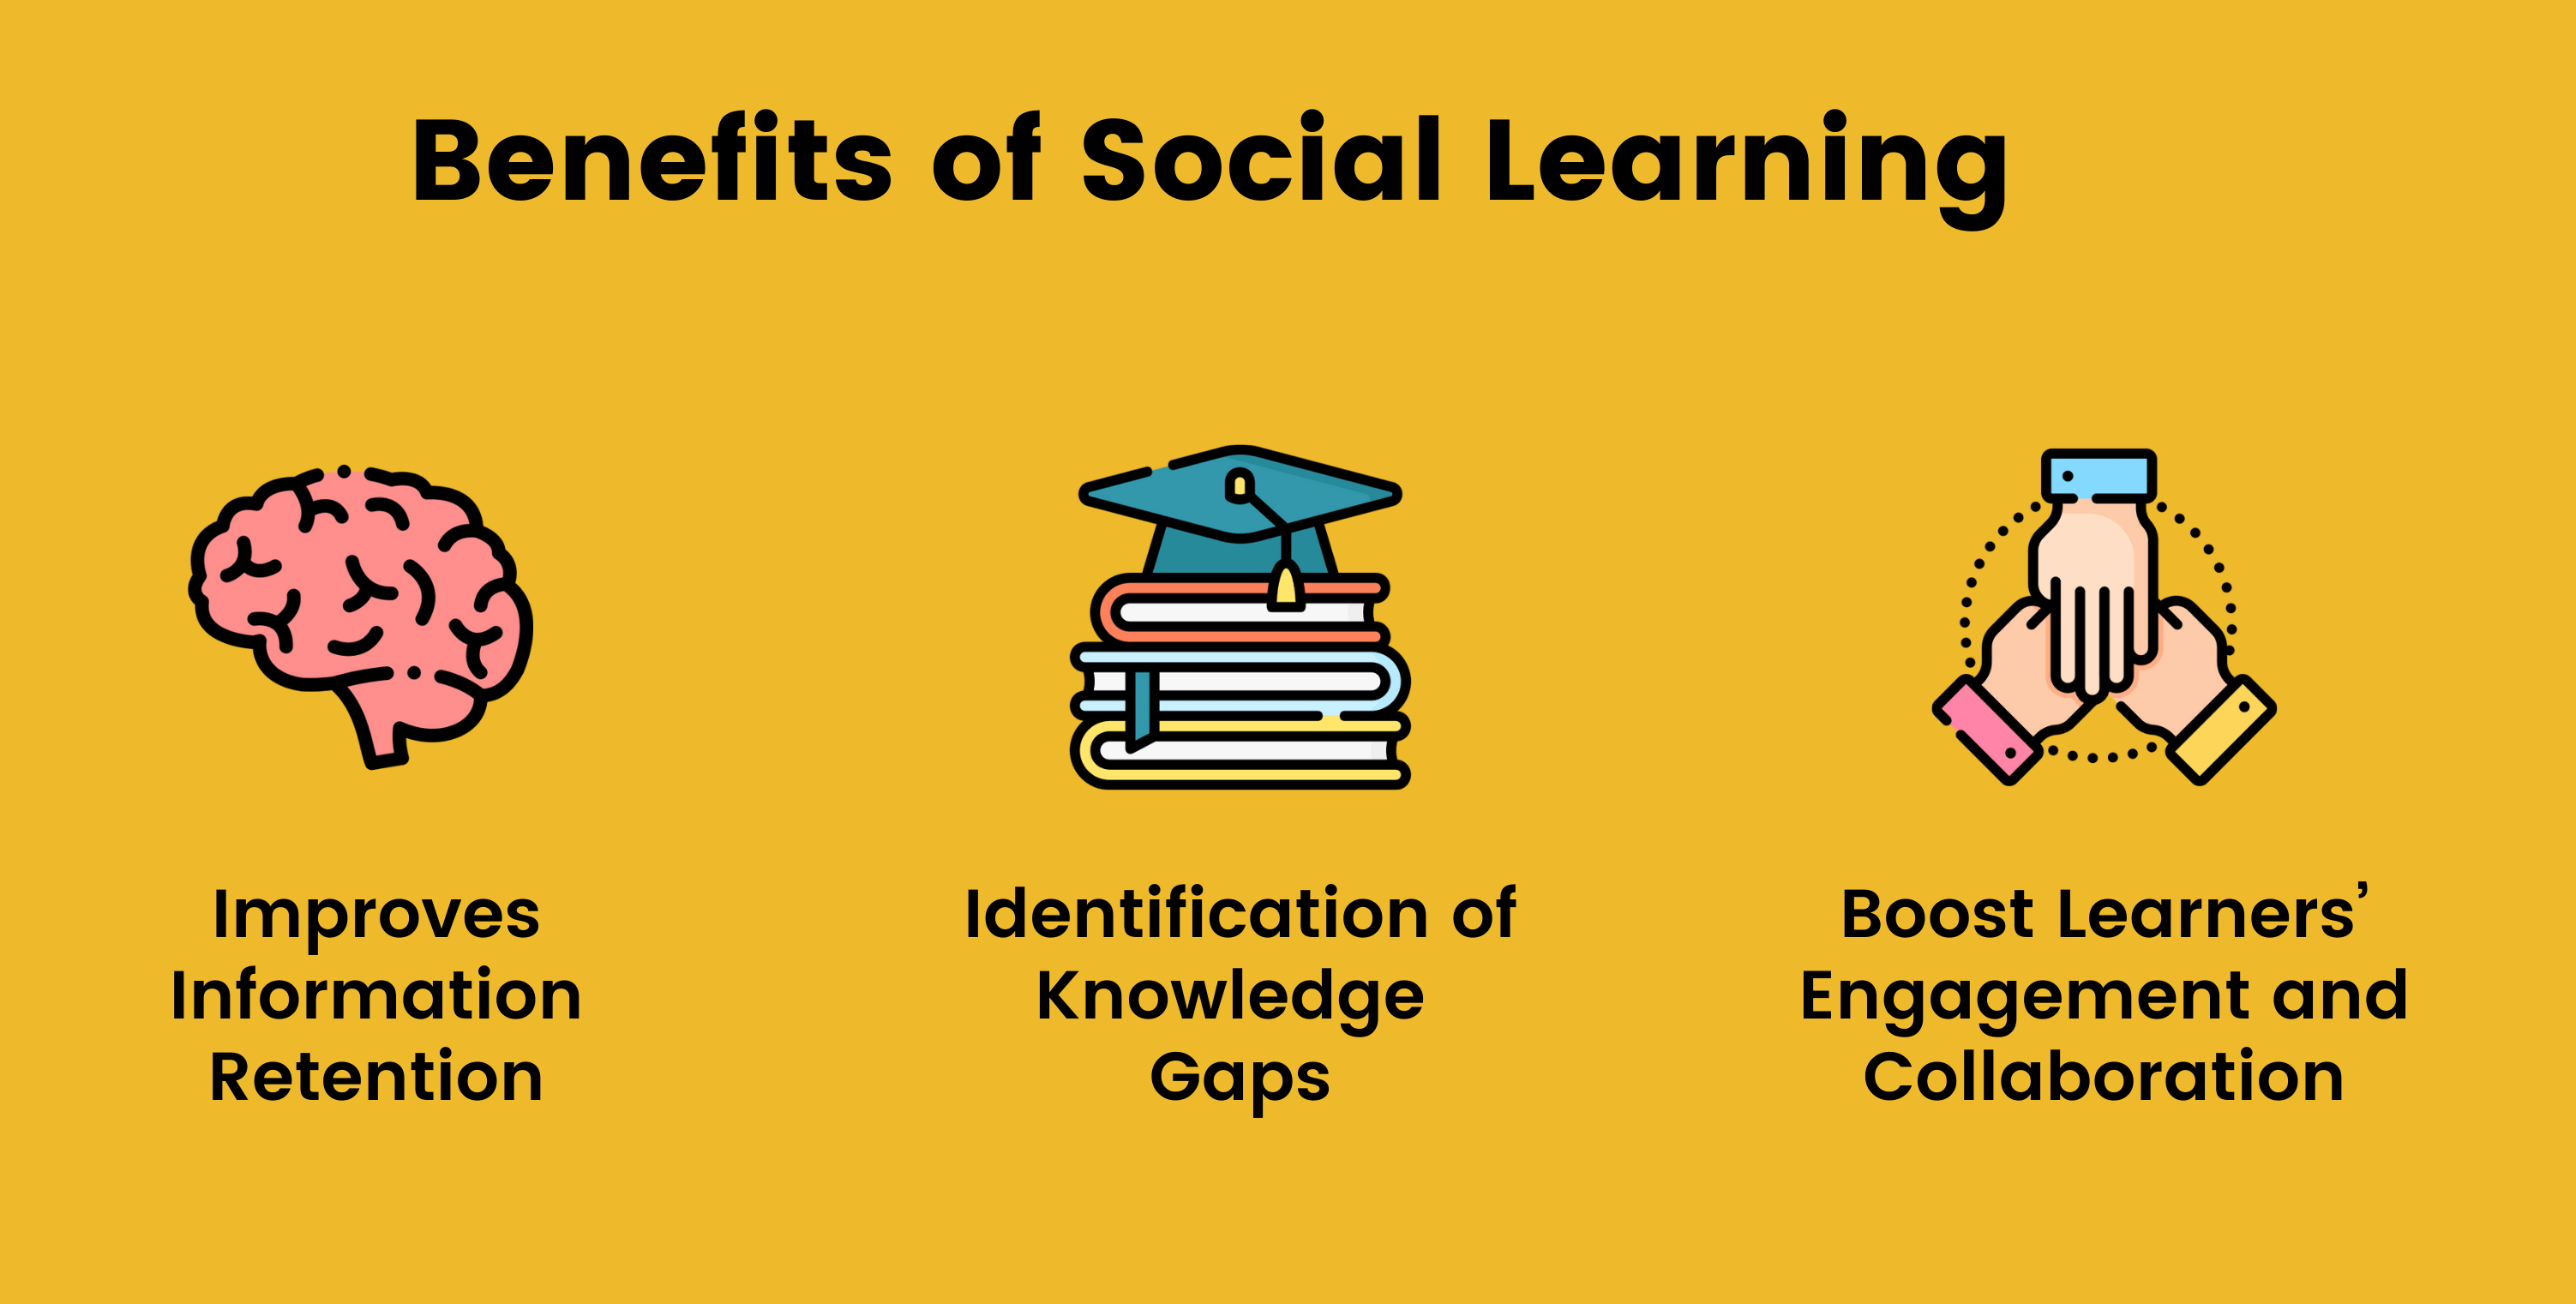 Benefits of Social Learning
Improves
Information
Retention
Identification of
Knowledge
Gaps
Boost Learners’
Engagement and
Collaboration